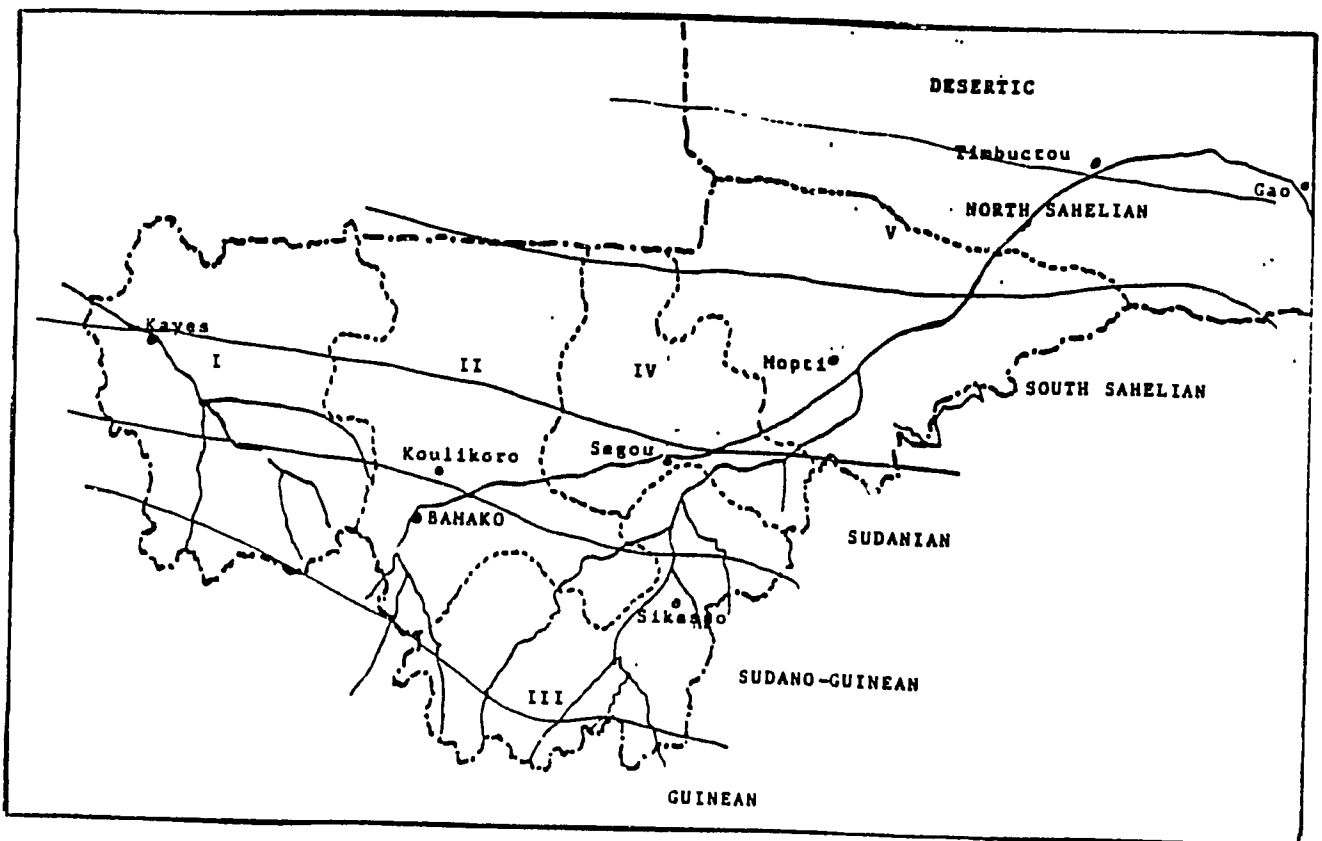 DESERTIC
Timbuctou
Gao
NORTH SAHELIAN
V
Kayes
I
II
IV
Mopti
SOUTH SAHELIAN
Koulikoro
Segou
BAMAKO
SUDANIAN
Sikasso
SUDANO-GUINEAN
III
GUINEAN